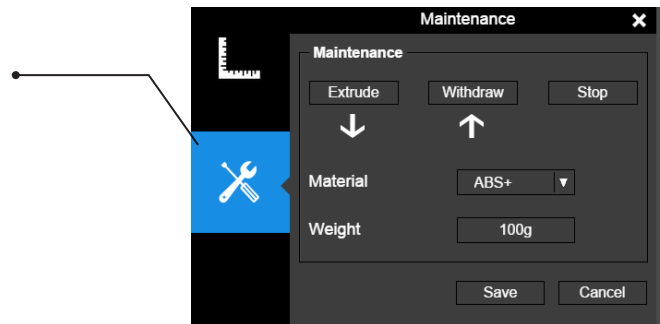 Maintenance
Maintenance
Extrude Withdraw Stop
Material ABS+
Weight 100g
Save Cancel